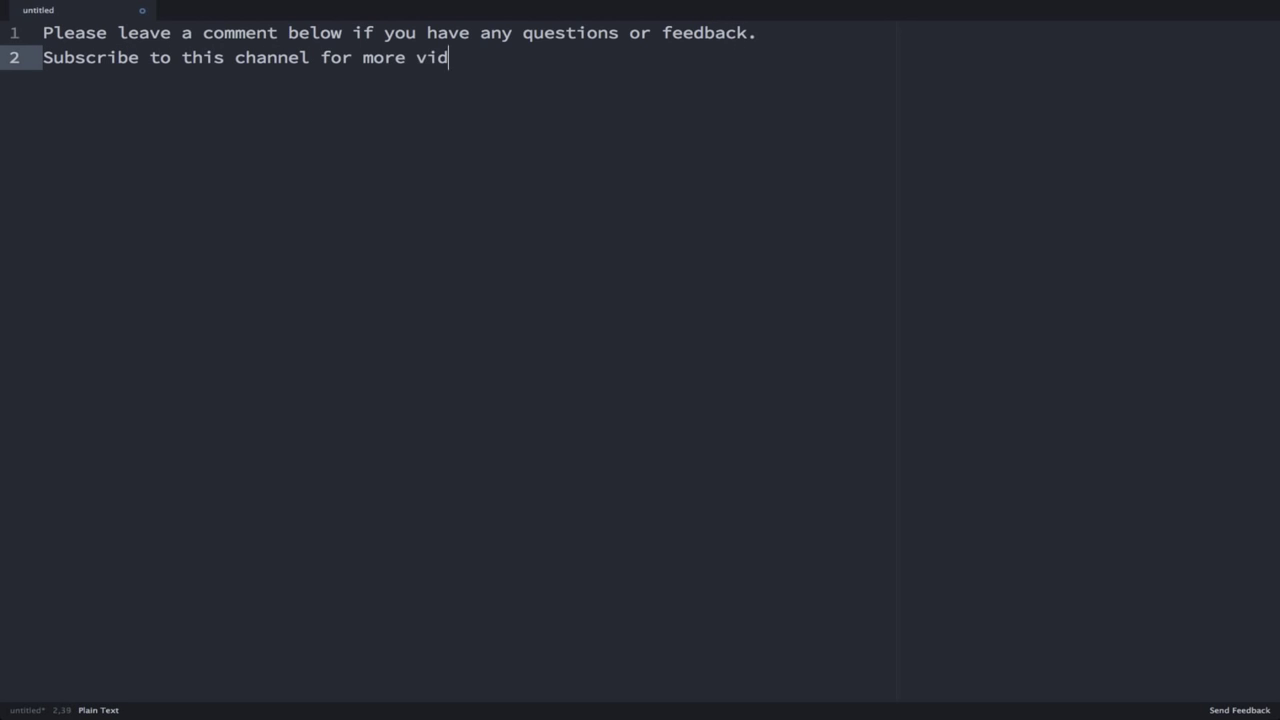 untitled
1 Please leave a comment below if you have any questions or feedback.
2 Subscribe to this channel for more vid
untitled* 2,39 Plain Text Send Feedback